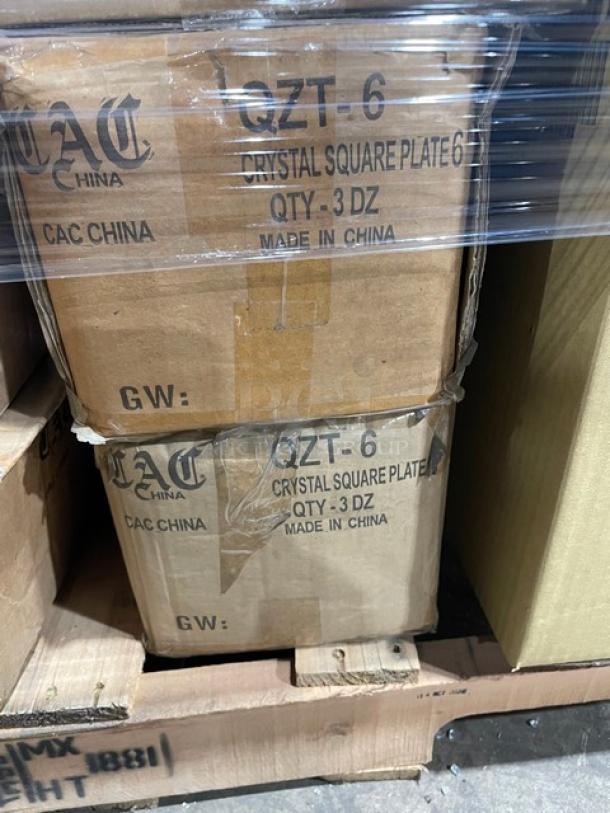 CAC
CHINA
CAC CHINA
QZT-6
CRYSTAL SQUARE PLATE 6
QTY - 3 DZ
MADE IN CHINA
GW:
CAC
CHINA
CAC CHINA
QZT-6
CRYSTAL SQUARE PLATE
QTY - 3 DZ
MADE IN CHINA
GW:
MX
1881
HT